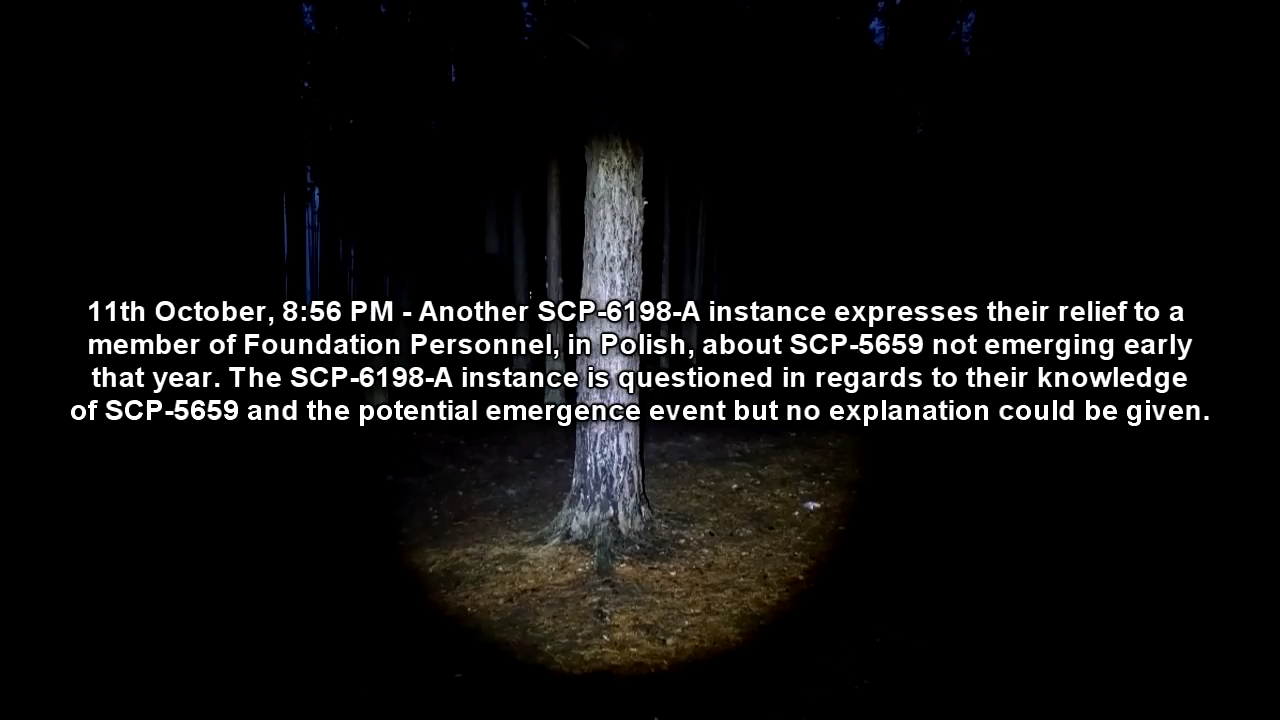 11th October, 8:56 PM - Another SCP-6198-A instance expresses their relief to a
member of Foundation Personnel, in Polish, about SCP-5659 not emerging early
that year. The SCP-6198-A instance is questioned in regards to their knowledge
of SCP-5659 and the potential emergence event but no explanation could be given.